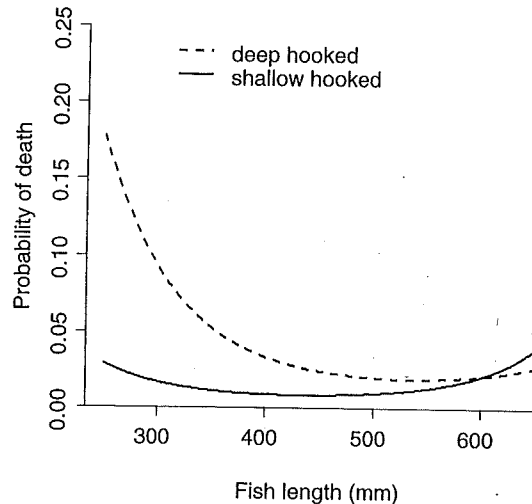 0.25
0.20
0.15
0.10
0.05
0.00
Probability of death
deep hooked
shallow hooked
300
400
500
600
Fish length (mm)